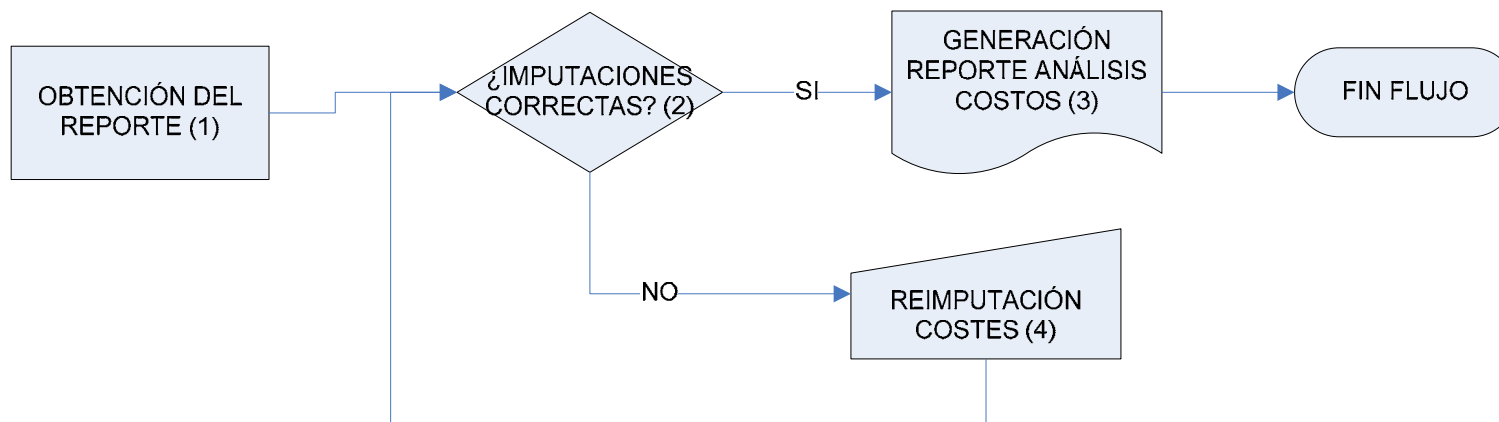 OBTENCIÓN DEL
REPORTE (1)
¿IMPUTACIONES
CORRECTAS? (2)
SI
GENERACIÓN
REPORTE ANÁLISIS
COSTOS (3)
FIN FLUJO
NO
REIMPUTACIÓN
COSTES (4)